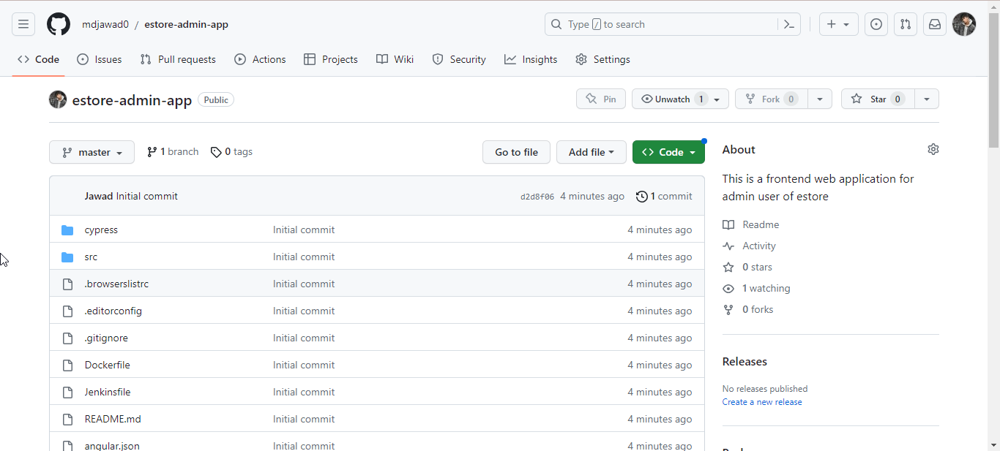 mdjawad0 / estore-admin-app
Type / to search
Code Issues Pull requests Actions Projects Wiki Security Insights Settings
estore-admin-app Public
Pin Unwatch 1 Fork 0 Star 0
master 1 branch 0 tags Go to file Add file Code
About
This is a frontend web application for
admin user of estore
Jawad Initial commit d2d8f06 4 minutes ago 1 commit
cypress Initial commit 4 minutes ago
src Initial commit 4 minutes ago
.browserslistrc Initial commit 4 minutes ago
.editorconfig Initial commit 4 minutes ago
.gitignore Initial commit 4 minutes ago
Dockerfile Initial commit 4 minutes ago
Jenkinsfile Initial commit 4 minutes ago
README.md Initial commit 4 minutes ago
angular.json Initial commit 4 minutes ago
Readme
Activity
0 stars
1 watching
0 forks
Releases
No releases published
Create a new release